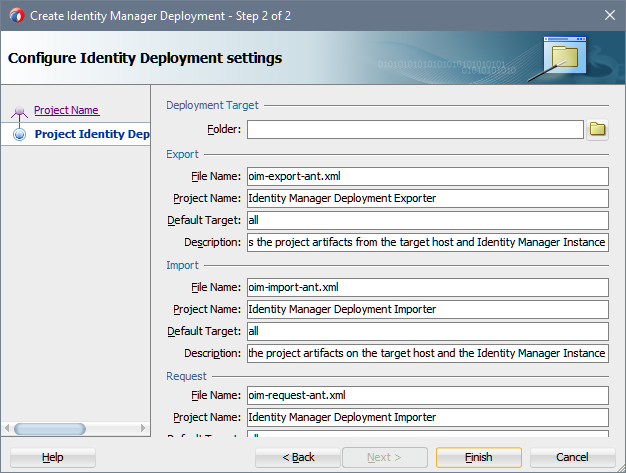 Create Identity Manager Deployment - Step 2 of 2
Configure Identity Deployment settings
Project Name
Project Identity Dep
Deployment Target
Folder:
Export
File Name: oim-export-ant.xml
Project Name: Identity Manager Deployment Exporter
Default Target: all
Description: s the project artifacts from the target host and Identity Manager Instance
Import
File Name: oim-import-ant.xml
Project Name: Identity Manager Deployment Importer
Default Target: all
Description: the project artifacts on the target host and the Identity Manager Instance
Request
File Name: oim-request-ant.xml
Project Name: Identity Manager Deployment Importer
Default Target: all
Help
< Back
Next >
Finish
Cancel